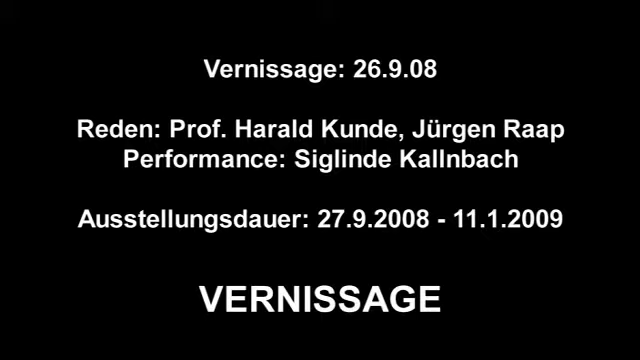 Vernissage: 26.9.08
Reden: Prof. Harald Kunde, Jürgen Raap
Performance: Siglinde Kallnbach
Ausstellungsdauer: 27.9.2008 - 11.1.2009
VERNISSAGE